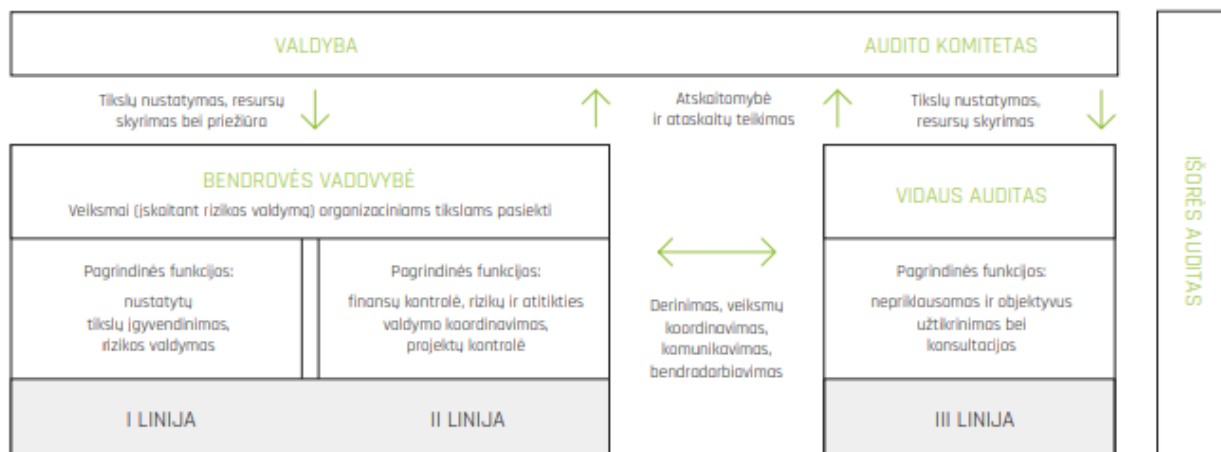 VALDYBA
AUDITO KOMITETAS
Tikslų nustatymas, resursų
skyrimas bei priežiūra
Atskaitomybė
ir ataskaitų teikimas
Tikslų nustatymas,
resursų skyrimas
BENDROVĖS VADOVYBĖ
Veiksmai (įskaitant rizikos valdymą) organizaciniams tikslams pasiekti
VIDAUS AUDITAS
Pagrindinės funkcijos:
nustatytų
tikslų įgyvendinimas,
rizikos valdymas
Pagrindinės funkcijos:
finansų kontrolė, rizikų ir atitikties
valdymo koordinavimas,
projektų kontrolė
Derinimas, veiksmų
koordinavimas,
komunikavimas,
bendradarbiavimas
Pagrindinės funkcijos:
nepriklausomas ir objektyvus
užtikrinimas bei
konsultacijos
I LINIJA
II LINIJA
III LINIJA
IŠORĖS AUDITAS